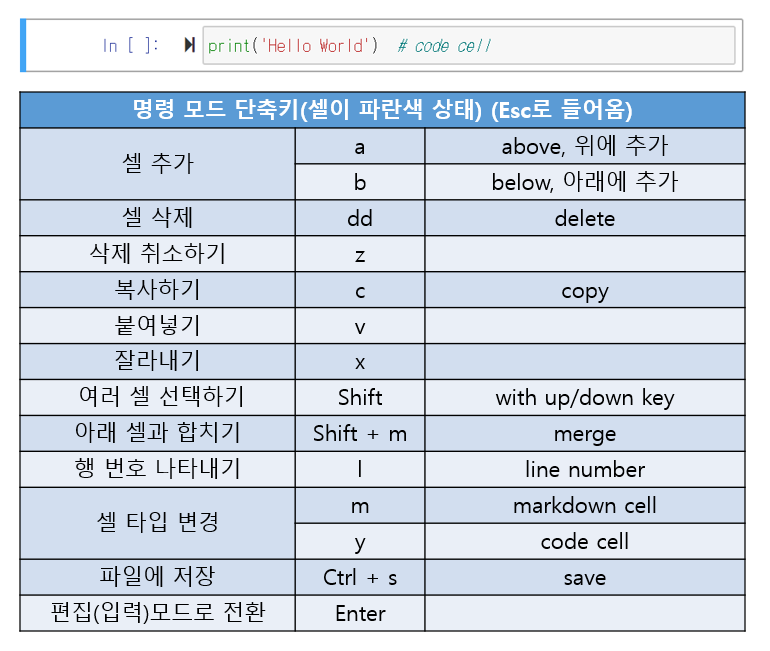 In [ ]: print('Hello World')  # code cell
명령 모드 단축키(셀이 파란색 상태) (Esc로 들어옴)
셀 추가 a above, 위에 추가
b below, 아래에 추가
셀 삭제 dd delete
삭제 취소하기 z
복사하기 c copy
붙여넣기 v
잘라내기 x
여러 셀 선택하기 Shift with up/down key
아래 셀과 합치기 Shift + m merge
행 번호 나타내기 l line number
셀 타입 변경 m markdown cell
y code cell
파일에 저장 Ctrl + s save
편집(입력)모드로 전환 Enter